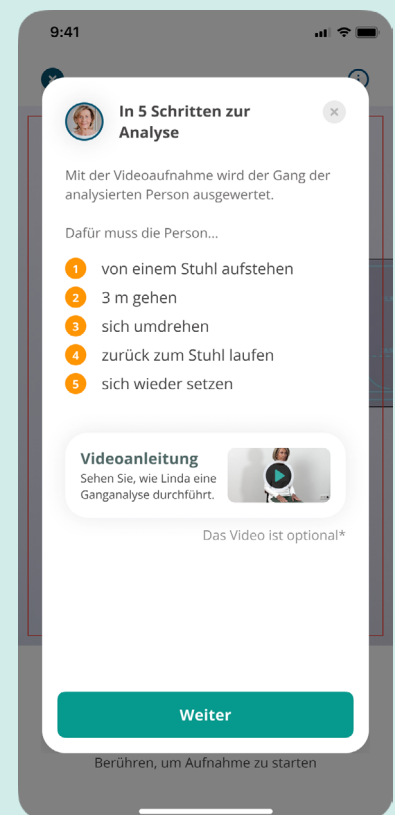 9:41
In 5 Schritten zur
Analyse
Mit der Videoaufnahme wird der Gang der
analysierten Person ausgewertet.
Dafür muss die Person...
1 von einem Stuhl aufstehen
2 3 m gehen
3 sich umdrehen
4 zurück zum Stuhl laufen
5 sich wieder setzen
Videoanleitung
Sehen Sie, wie Linda eine
Ganganalyse durchführt.
Das Video ist optional*
Weiter
Berühren, um Aufnahme zu starten